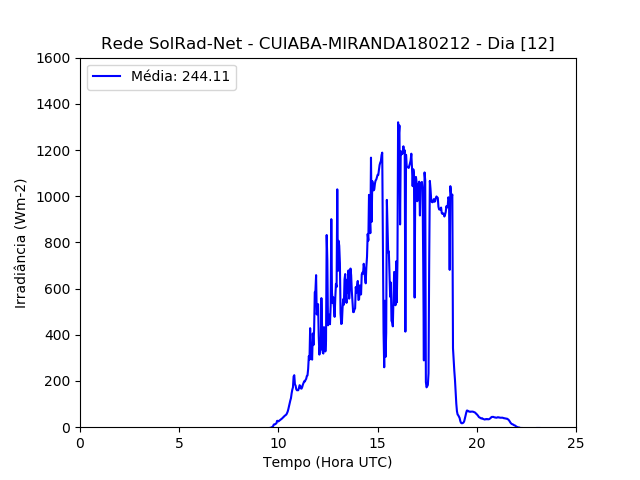 Rede SolRad-Net - CUIABA-MIRANDA180212 - Dia [12]
Média: 244.11
1600
1400
1200
1000
800
600
400
200
0
Irradiância (Wm-2)
0 5 10 15 20 25
Tempo (Hora UTC)